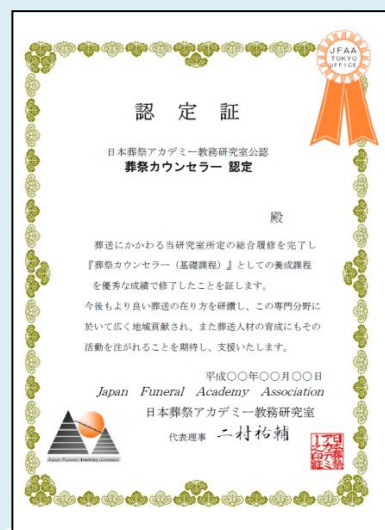 JFAA
TOKYO
OFFICE
認定証
日本葬祭アカデミー教務研究室公認
葬祭カウンセラー 認定
殿
葬送にかかわる当研究室所定の総合履修を完了し
『葬祭カウンセラー（基礎課程）』としての養成課程
を優秀な成績で修了したことを証します。
今後もより良い葬送の在り方を研鑽し、この専門分野に
於いて広く地域貢献され、また葬送人材の育成にもその
活動を注がれることを期待し、支援いたします。
平成〇〇年〇〇月〇〇日
Japan Funeral Academy Association
日本葬祭アカデミー教務研究室
代表理事 二村祐輔
Japan Funeral Academy Association